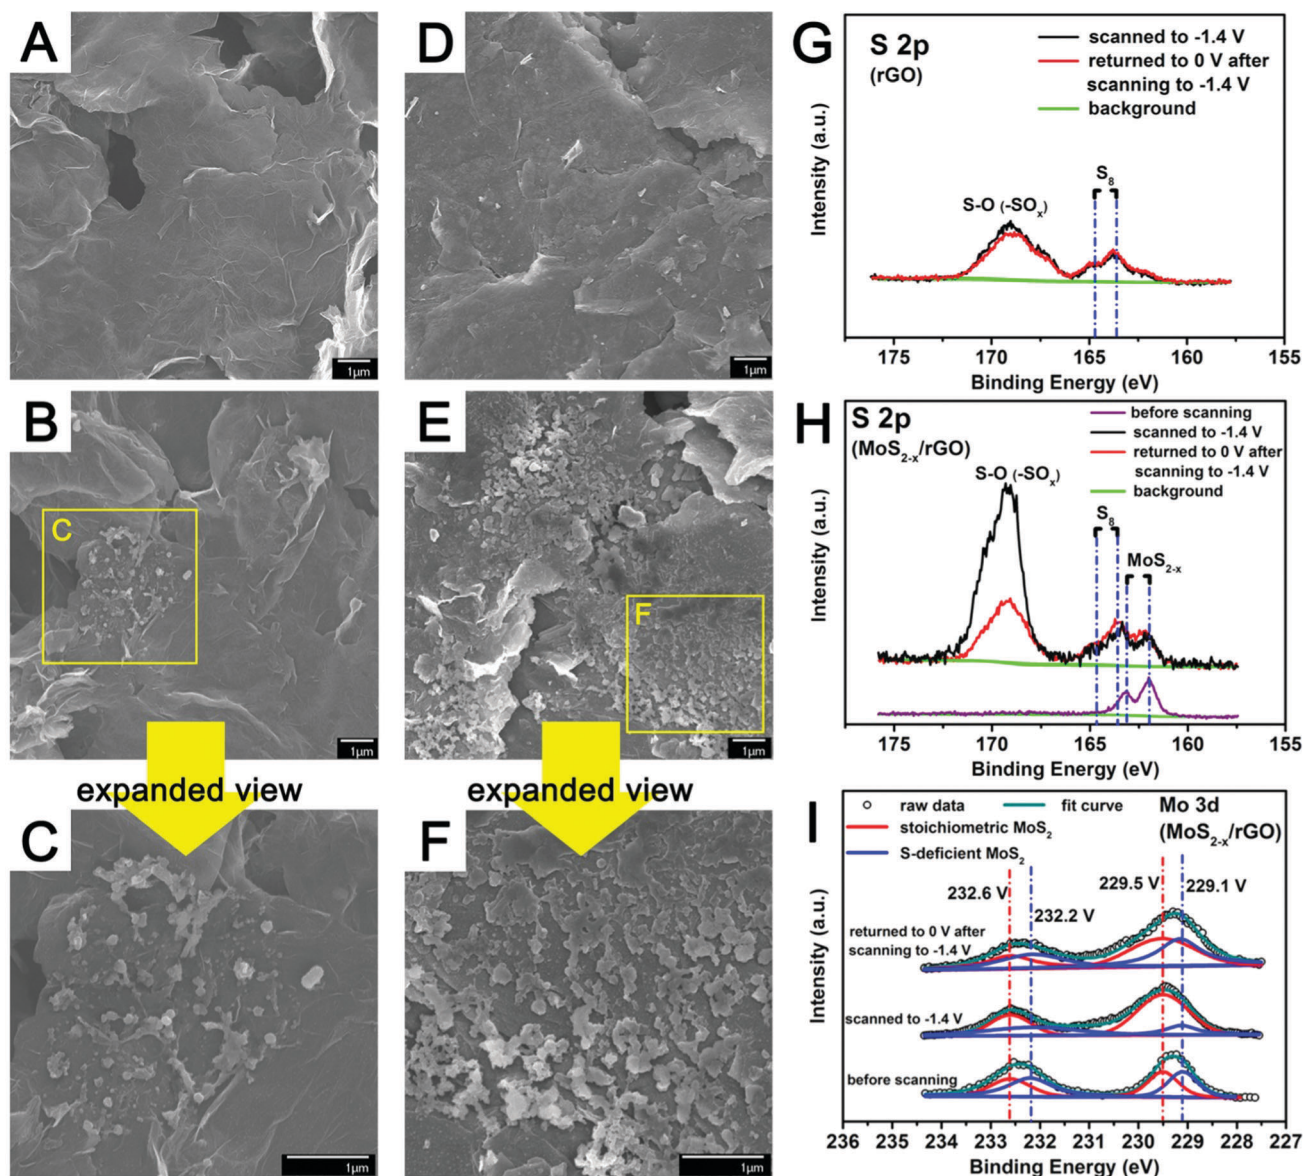 A
1μm
B
C
1μm
expanded view
C
1μm
D
1μm
E
F
1μm
expanded view
F
1μm
G
S 2p
(rGO)
scanned to -1.4 V
returned to 0 V after
scanning to -1.4 V
background
S8
S-O (-SOx)
Intensity (a.u.)
175 170 165 160 155
Binding Energy (eV)
H
S 2p
(MoS2-x/rGO)
before scanning
scanned to -1.4 V
returned to 0 V after
scanning to -1.4 V
background
S-O (-SOx)
S8
MoS2-x
Intensity (a.u.)
175 170 165 160 155
Binding Energy (eV)
I
raw data fit curve
stoichiometric MoS2
S-deficient MoS2
Mo 3d
(MoS2-x/rGO)
232.6 V
232.2 V
229.5 V
229.1 V
returned to 0 V after
scanning to -1.4 V
scanned to -1.4 V
before scanning
Intensity (a.u.)
236 235 234 233 232 231 230 229 228 227
Binding Energy (eV)